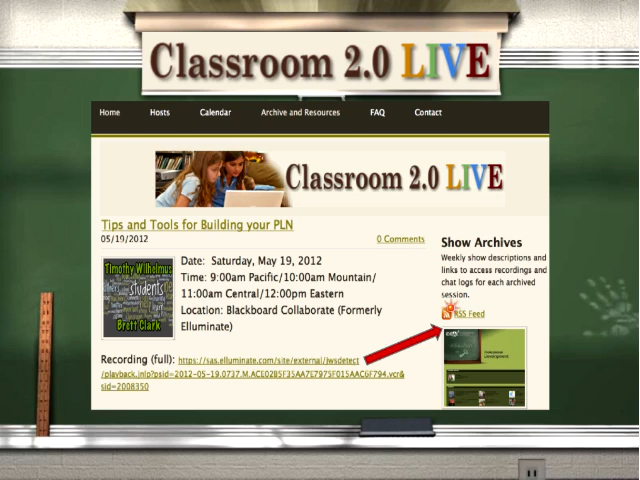 Classroom 2.0 LIVE
Home Hosts Calendar Archive and Resources FAQ Contact
Classroom 2.0 LIVE
Tips and Tools for Building your PLN
05/19/2012 0 Comments
Timothy Wilhelmus
students
Brett Clark
Date: Saturday, May 19, 2012
Time: 9:00am Pacific/10:00am Mountain/
11:00am Central/12:00pm Eastern
Location: Blackboard Collaborate (Formerly
Elluminate)
Recording (full): https://sas.elluminate.com/site/external/jwsdetect
/playback.jnlp?psid=2012-05-19.0737.M.ACE02B5F35AA7E7975F015AAC6F794.vcr&
sid=2008350
Show Archives
Weekly show descriptions and
links to access recordings and
chat logs for each archived
session.
RSS Feed